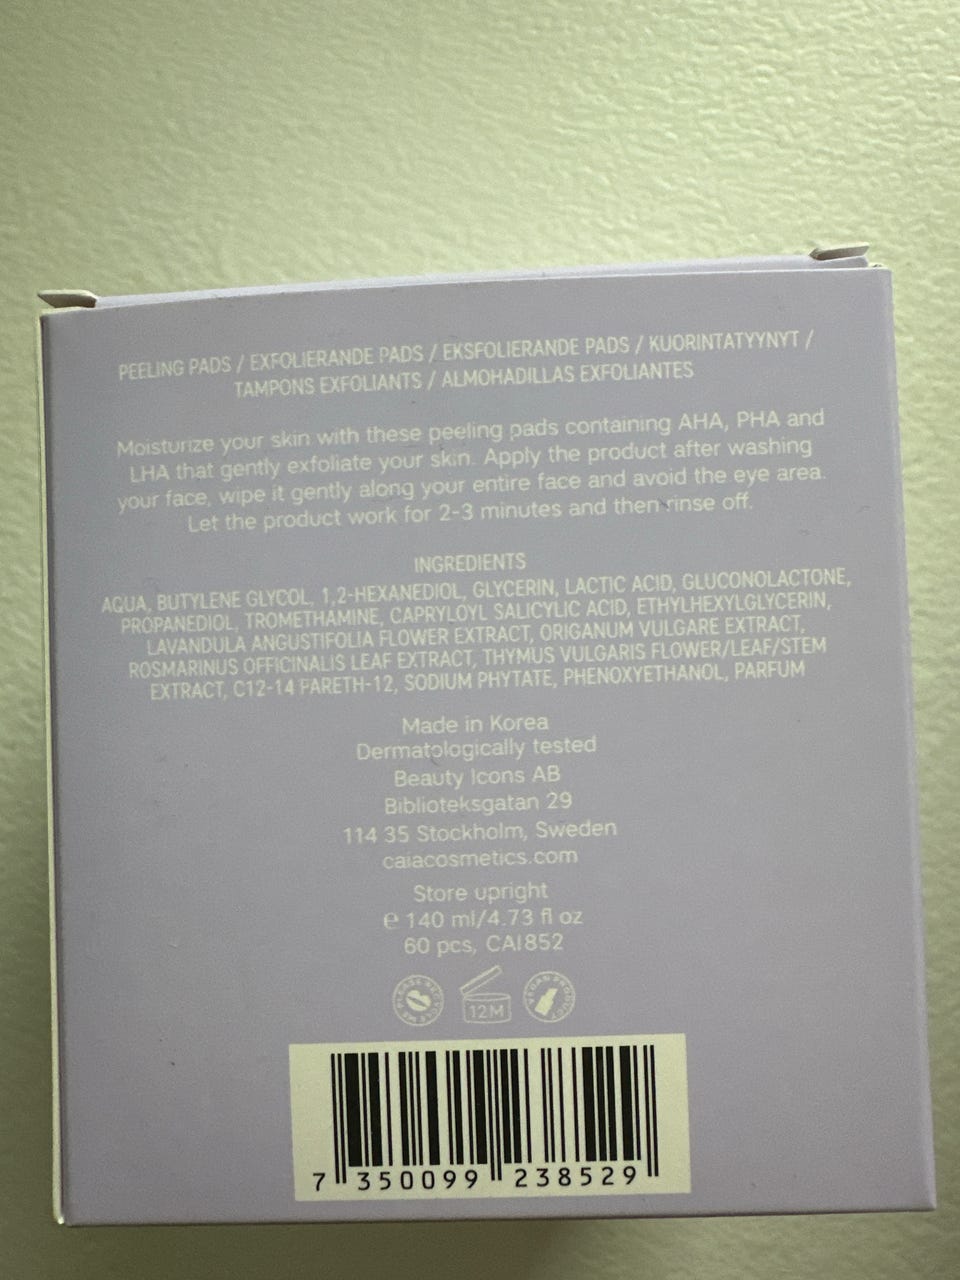 PEELING PADS / EXFOLIERANDE PADS / EKSFOLIERANDE PADS / KUORINTATYYNYT /
TAMPONS EXFOLIANTS / ALMOHADILLAS EXFOLIANTES
Moisturize your skin with these peeling pads containing AHA, PHA and
LHA that gently exfoliate your skin. Apply the product after washing
your face, wipe it gently along your entire face and avoid the eye area.
Let the product work for 2-3 minutes and then rinse off.
INGREDIENTS
AQUA, BUTYLENE GLYCOL, 1,2-HEXANEDIOL, GLYCERIN, LACTIC ACID, GLUCONOLACTONE,
PROPANEDIOL, TROMETHAMINE, CAPRYLOYL SALICYLIC ACID, ETHYLHEXYLGLYCERIN,
LAVANDULA ANGUSTIFOLIA FLOWER EXTRACT, ORIGANUM VULGARE EXTRACT,
ROSMARINUS OFFICINALIS LEAF EXTRACT, THYMUS VULGARIS FLOWER/LEAF/STEM
EXTRACT, C12-14 PARETH-12, SODIUM PHYTATE, PHENOXYETHANOL, PARFUM
Made in Korea
Dermatologically tested
Beauty Icons AB
Biblioteksgatan 29
114 35 Stockholm, Sweden
caiacosmetics.com
Store upright
℮ 140 ml/4.73 fl oz
60 pcs, CAI852
PLEASE RECYCLE ME
12M
VEGAN PRODUCT
7 350099 238529